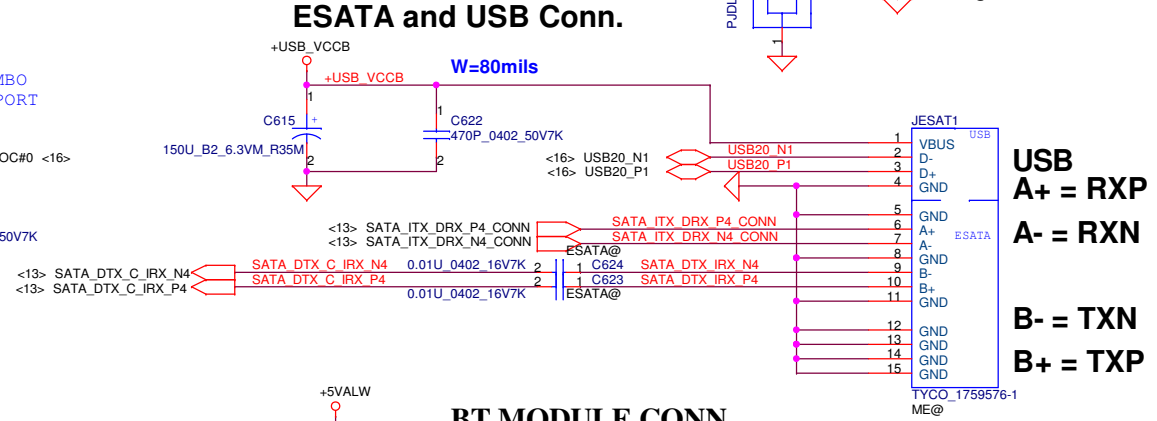 ESATA and USB Conn.
PJDL
1
+USB_VCCB
+USB_VCCB
W=80mils
MBO
PORT
1
C615
+
150U_B2_6.3VM_R35M
2
1
C622
470P_0402_50V7K
2
OC#0 <16>
<16> USB20_N1
<16> USB20_P1
USB20_N1
USB20_P1
JESAT1
USB
1 VBUS
2 D-
3 D+
4 GND
USB
A+ = RXP
50V7K
<13> SATA_ITX_DRX_P4_CONN
<13> SATA_ITX_DRX_N4_CONN
SATA_ITX_DRX_P4_CONN
SATA_ITX_DRX_N4_CONN
5 GND
6 A+
7 A-
8 GND
ESATA
A- = RXN
ESATA@
<13> SATA_DTX_C_IRX_N4
<13> SATA_DTX_C_IRX_P4
SATA_DTX_C_IRX_N4
SATA_DTX_C_IRX_P4
0.01U_0402_16V7K
2 1 C624
2 1 C623
0.01U_0402_16V7K
ESATA@
SATA_DTX_IRX_N4
SATA_DTX_IRX_P4
9 B-
10 B+
11 GND
12 GND
13 GND
14 GND
15 GND
B- = TXN
B+ = TXP
TYCO_1759576-1
ME@
+5VALW
BT MODULE CONN